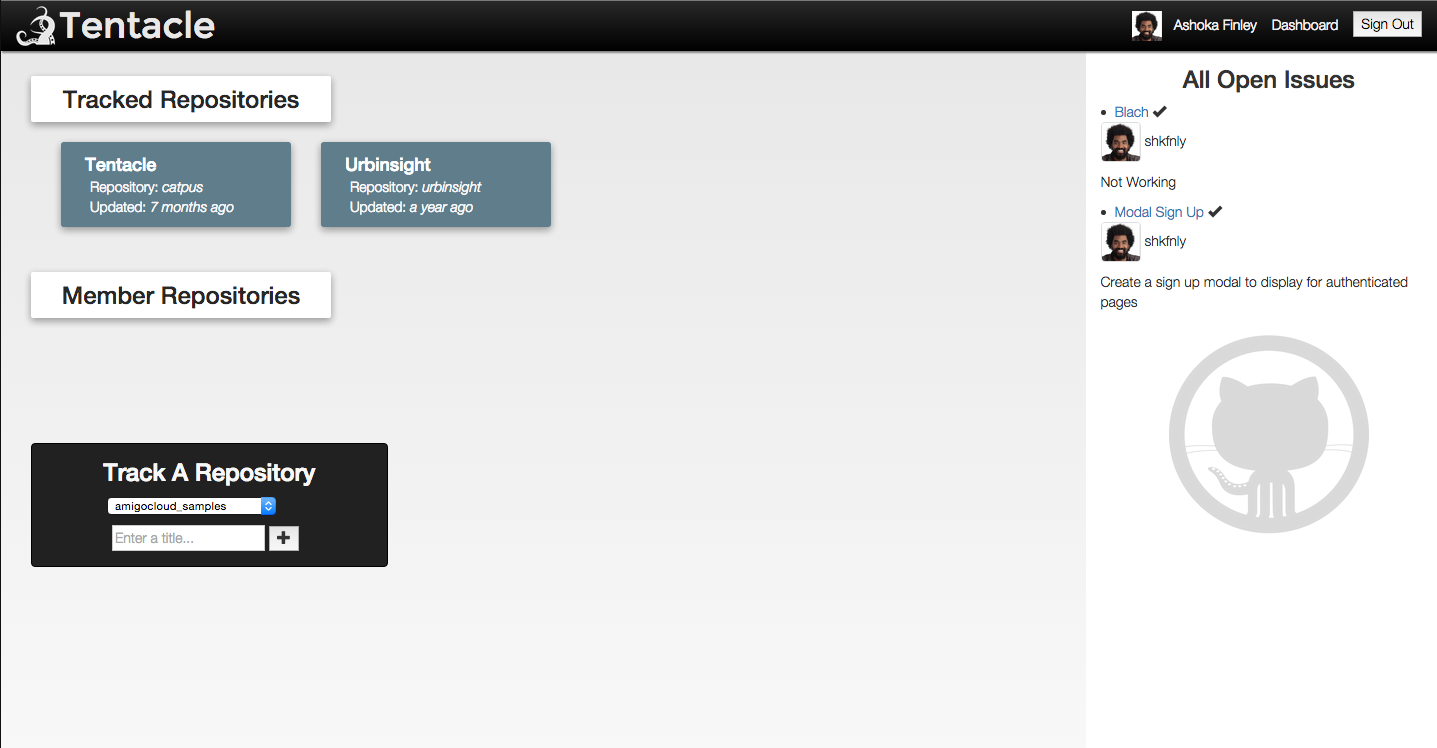 Tentacle
Ashoka Finley Dashboard Sign Out
Tracked Repositories
Tentacle
Repository: catpus
Updated: 7 months ago
Urbinsight
Repository: urbinsight
Updated: a year ago
Member Repositories
Track A Repository
amigocloud_samples
Enter a title...
All Open Issues
Blach
shkfnly
Not Working
Modal Sign Up
shkfnly
Create a sign up modal to display for authenticated
pages